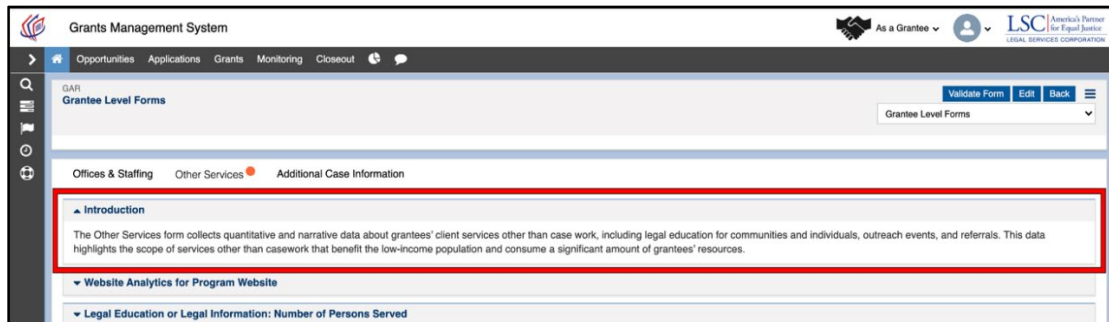 Grants Management System
As a Grantee
LSC America's Partner for Equal Justice
LEGAL SERVICES CORPORATION
Opportunities Applications Grants Monitoring Closeout
GAR
Grantee Level Forms
Validate Form Edit Back
Grantee Level Forms
Offices & Staffing Other Services Additional Case Information
Introduction
The Other Services form collects quantitative and narrative data about grantees' client services other than case work, including legal education for communities and individuals, outreach events, and referrals. This data
highlights the scope of services other than casework that benefit the low-income population and consume a significant amount of grantees' resources.
Website Analytics for Program Website
Legal Education or Legal Information: Number of Persons Served